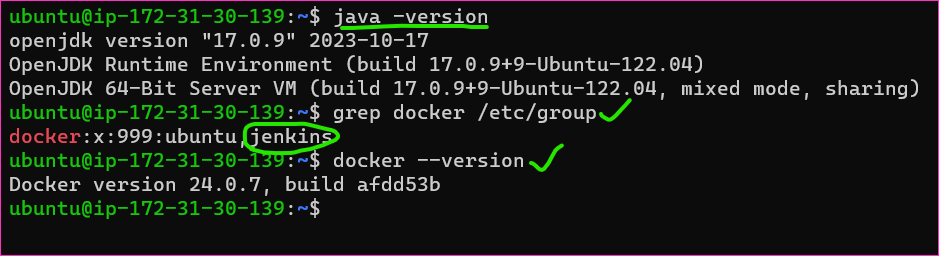 ubuntu@ip-172-31-30-139:~$ java -version
openjdk version "17.0.9" 2023-10-17
OpenJDK Runtime Environment (build 17.0.9+9-Ubuntu-122.04)
OpenJDK 64-Bit Server VM (build 17.0.9+9-Ubuntu-122.04, mixed mode, sharing)
ubuntu@ip-172-31-30-139:~$ grep docker /etc/group
docker:x:999:ubuntu,jenkins
ubuntu@ip-172-31-30-139:~$ docker --version
Docker version 24.0.7, build afdd53b
ubuntu@ip-172-31-30-139:~$